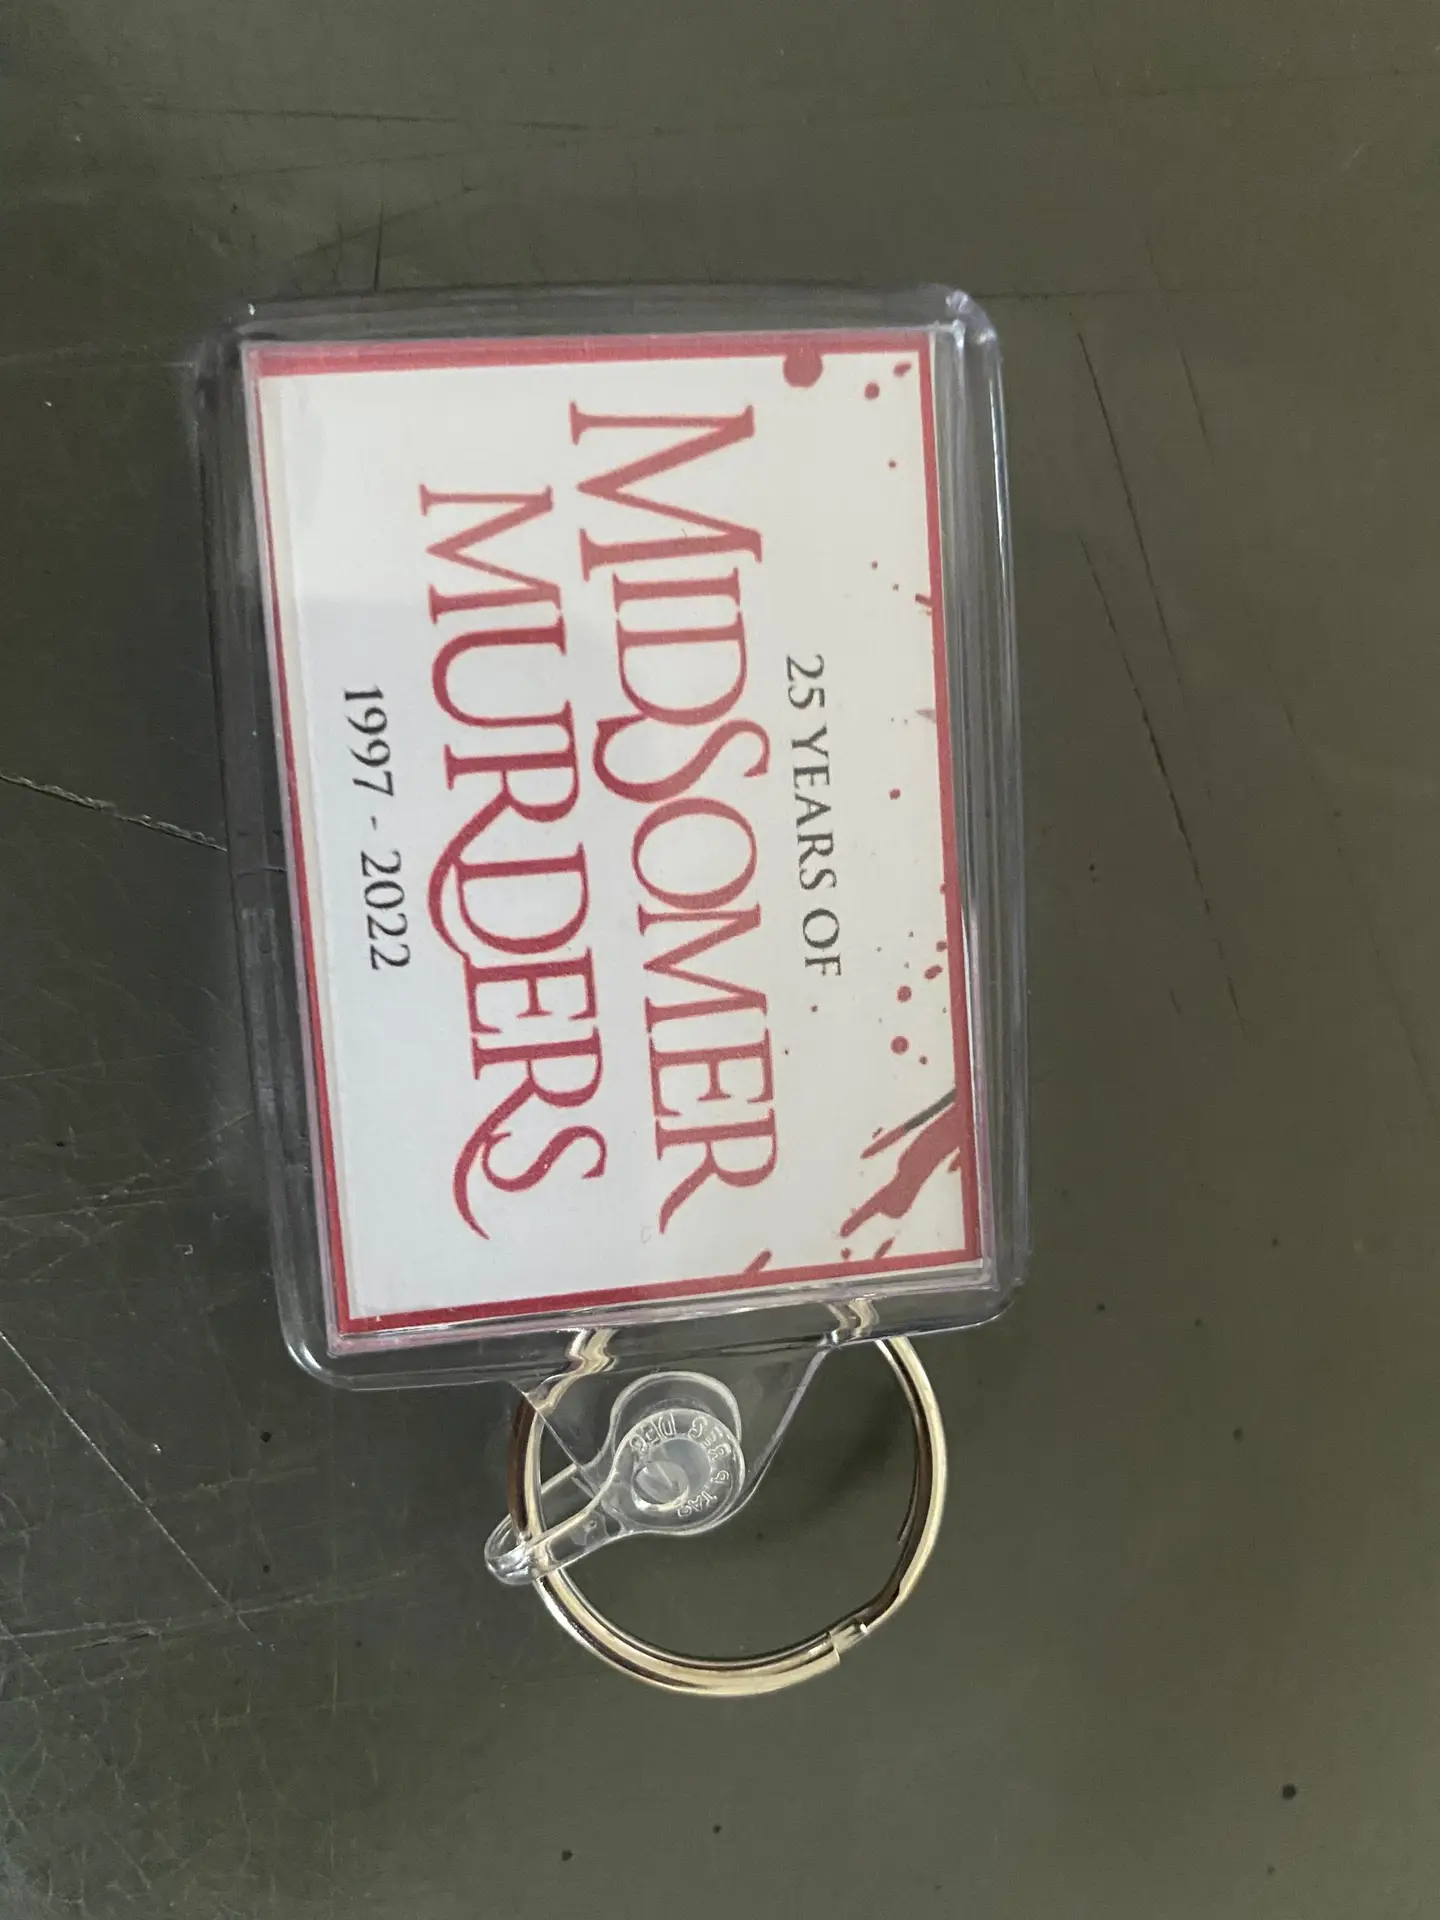 25 YEARS OF
MIDSOMER
MURDERS
1997 - 2022